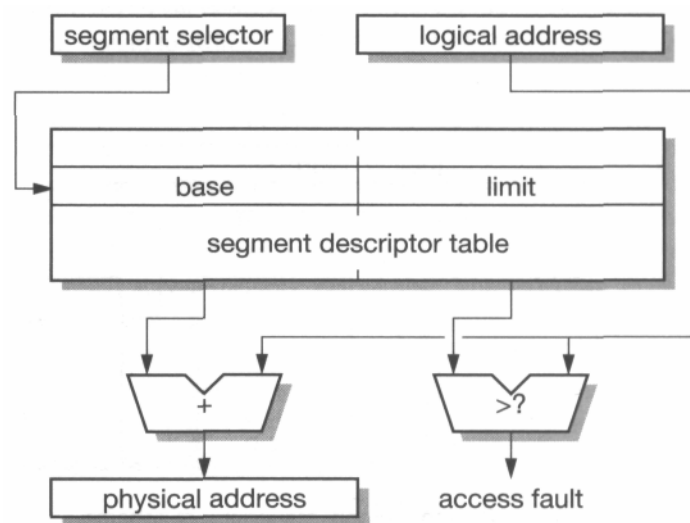 segment selector
logical address
base
limit
segment descriptor table
+
>?
physical address
access fault